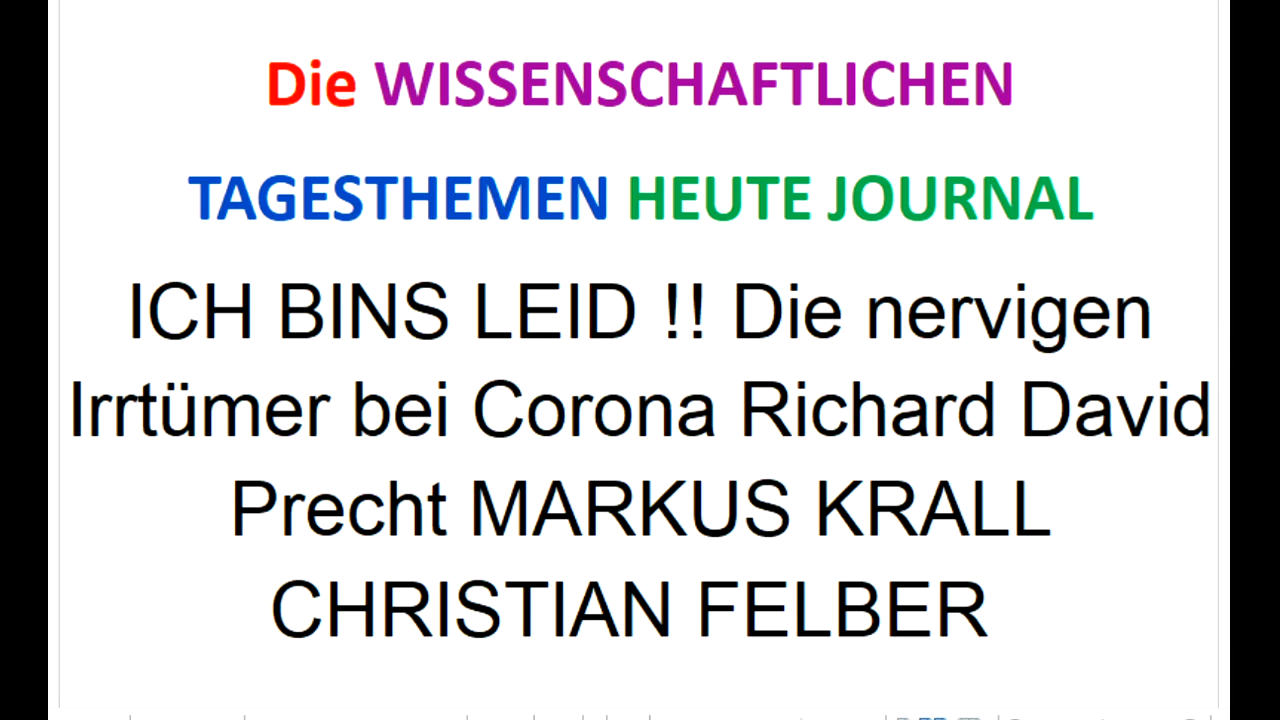 Die WISSENSCHAFTLICHEN
TAGESTHEMEN HEUTE JOURNAL
ICH BINS LEID !! Die nervigen
Irrtümer bei Corona Richard David
Precht MARKUS KRALL
CHRISTIAN FELBER